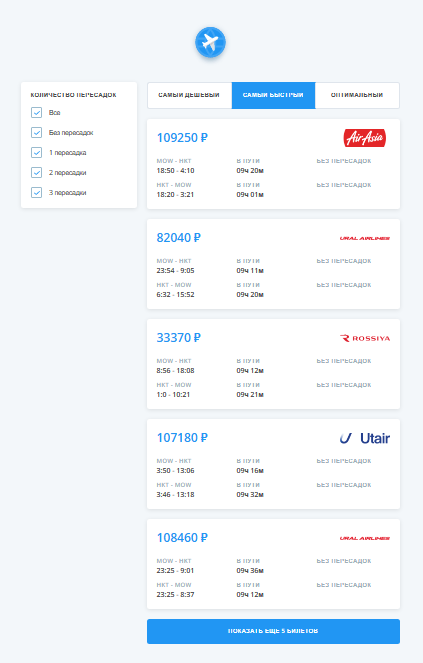 КОЛИЧЕСТВО ПЕРЕСАДОК
Все
Без пересадок
1 пересадка
2 пересадки
3 пересадки
САМЫЙ ДЕШЕВЫЙ
САМЫЙ БЫСТРЫЙ
ОПТИМАЛЬНЫЙ
109250 ₽
AirAsia
MOW - HKT В ПУТИ БЕЗ ПЕРЕСАДОК
18:50 - 4:10 09ч 20м
HKT - MOW В ПУТИ БЕЗ ПЕРЕСАДОК
18:20 - 3:21 09ч 01м
82040 ₽
URAL AIRLINES
MOW - HKT В ПУТИ БЕЗ ПЕРЕСАДОК
23:54 - 9:05 09ч 11м
HKT - MOW В ПУТИ БЕЗ ПЕРЕСАДОК
6:32 - 15:52 09ч 20м
33370 ₽
ROSSIYA
MOW - HKT В ПУТИ БЕЗ ПЕРЕСАДОК
8:56 - 18:08 09ч 12м
HKT - MOW В ПУТИ БЕЗ ПЕРЕСАДОК
1:0 - 10:21 09ч 21м
107180 ₽
Utair
MOW - HKT В ПУТИ БЕЗ ПЕРЕСАДОК
3:50 - 13:06 09ч 16м
HKT - MOW В ПУТИ БЕЗ ПЕРЕСАДОК
3:46 - 13:18 09ч 32м
108460 ₽
URAL AIRLINES
MOW - HKT В ПУТИ БЕЗ ПЕРЕСАДОК
23:25 - 9:01 09ч 36м
HKT - MOW В ПУТИ БЕЗ ПЕРЕСАДОК
23:25 - 8:37 09ч 12м
ПОКАЗАТЬ ЕЩЕ 5 БИЛЕТОВ